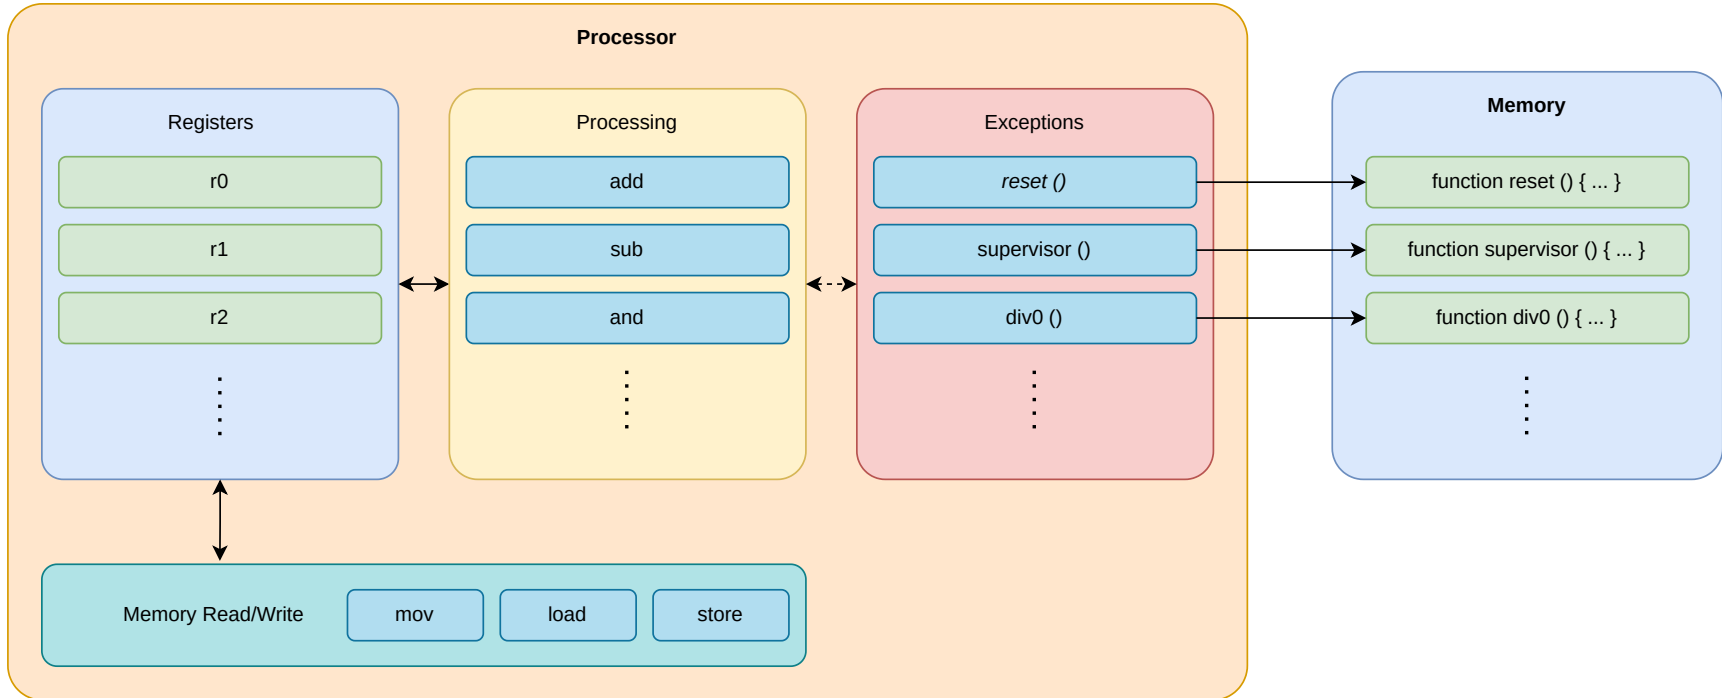 Processor
Registers
r0
r1
r2
Processing
add
sub
and
Exceptions
reset ()
supervisor ()
div0 ()
Memory
function reset () { ... }
function supervisor () { ... }
function div0 () { ... }
Memory Read/Write
mov
load
store